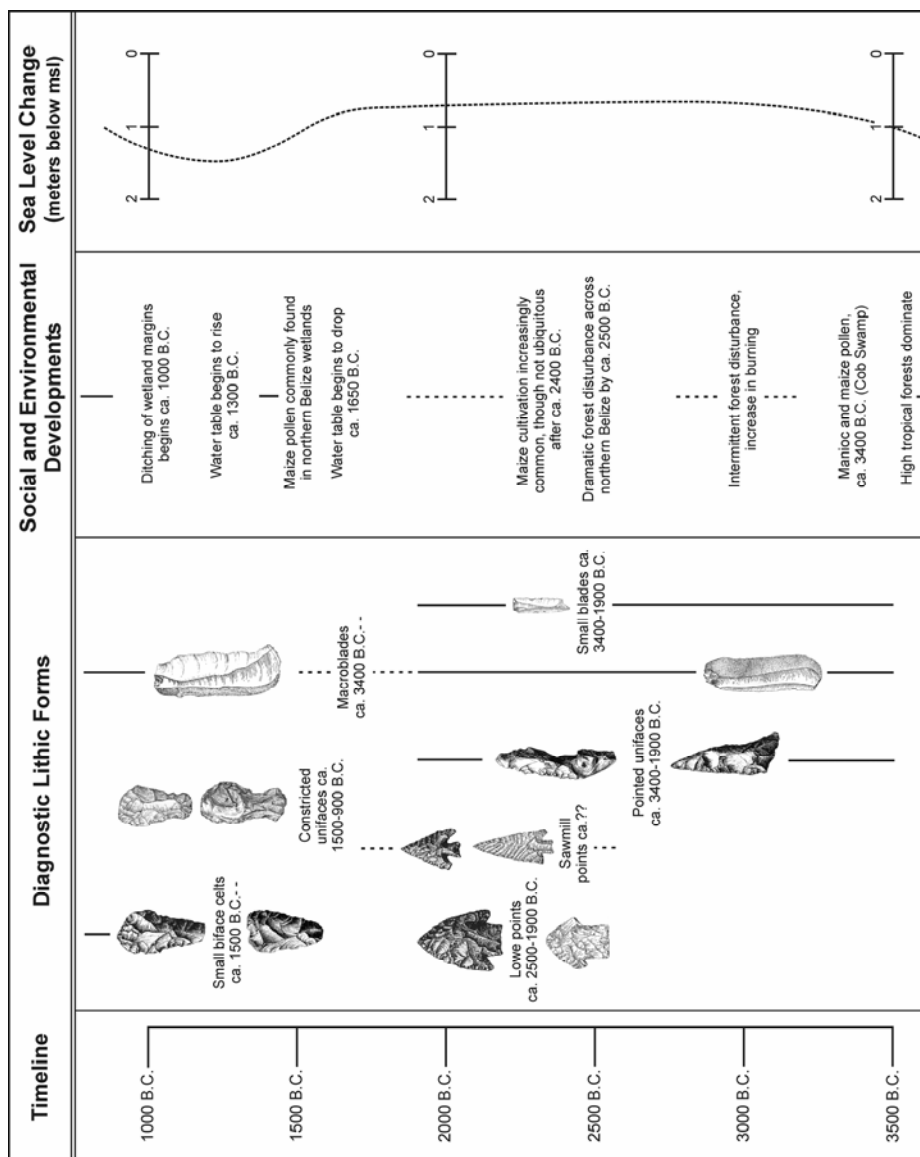 Timeline
Diagnostic Lithic Forms
Social and Environmental
Developments
Sea Level Change
(meters below msl)
1000 B.C.
1500 B.C.
2000 B.C.
2500 B.C.
3000 B.C.
3500 B.C.
Small biface celts
ca. 1500 B.C.- -
Lowe points
ca. 2500-1900 B.C.
Constricted
unifaces ca.
1500-900 B.C.
Sawmill
points ca.??
Pointed unifaces
ca. 3400-1900 B.C.
Macroblades
ca. 3400 B.C.- -
Small blades ca.
3400-1900 B.C.
Ditching of wetland margins
begins ca. 1000 B.C.
Water table begins to rise
ca. 1300 B.C.
Maize pollen commonly found
in northern Belize wetlands
Water table begins to drop
ca. 1650 B.C.
Maize cultivation increasingly
common, though not ubiquitous
after ca. 2400 B.C.
Dramatic forest disturbance across
northern Belize by ca. 2500 B.C.
Intermittent forest disturbance,
increase in burning
Manioc and maize pollen,
ca. 3400 B.C. (Cob Swamp)
High tropical forests dominate
2 1 0
2 1 0
2 1 0